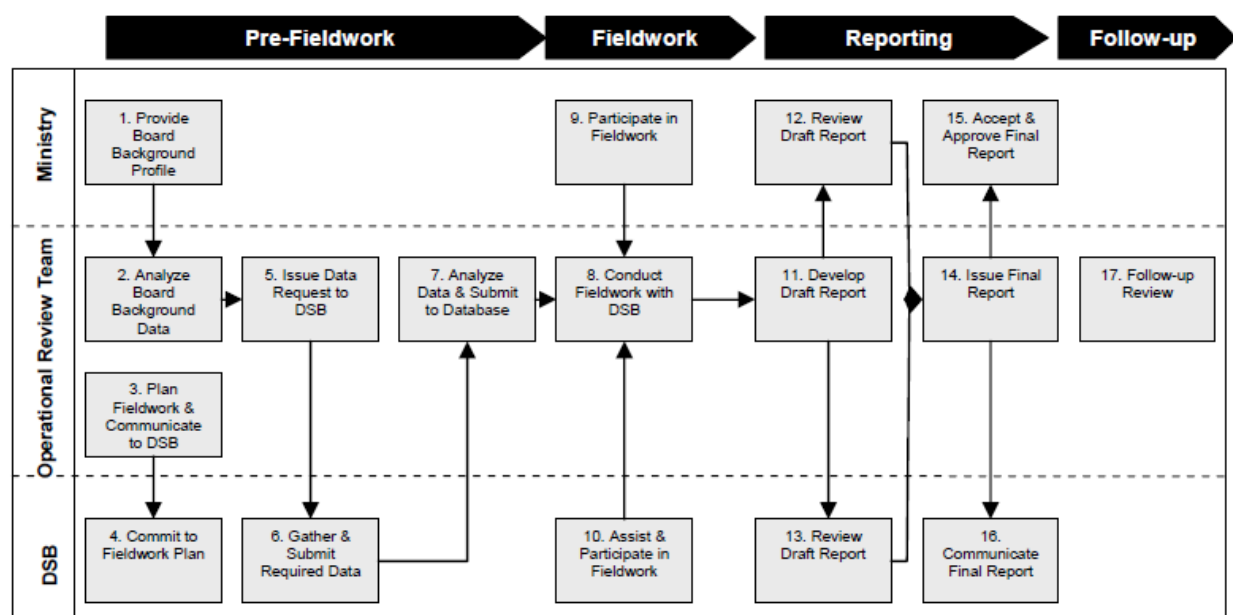 Pre-Fieldwork
Fieldwork
Reporting
Follow-up
Ministry
1. Provide
Board
Background
Profile
9. Participate in
Fieldwork
12. Review
Draft Report
15. Accept &
Approve Final
Report
Operational Review Team
2. Analyze
Board
Background
Data
5. Issue Data
Request to
DSB
7. Analyze
Data & Submit
to Database
8. Conduct
Fieldwork with
DSB
11. Develop
Draft Report
14. Issue Final
Report
17. Follow-up
Review
3. Plan
Fieldwork &
Communicate
to DSB
DSB
4. Commit to
Fieldwork Plan
6. Gather &
Submit
Required Data
10. Assist &
Participate in
Fieldwork
13. Review
Draft Report
16.
Communicate
Final Report